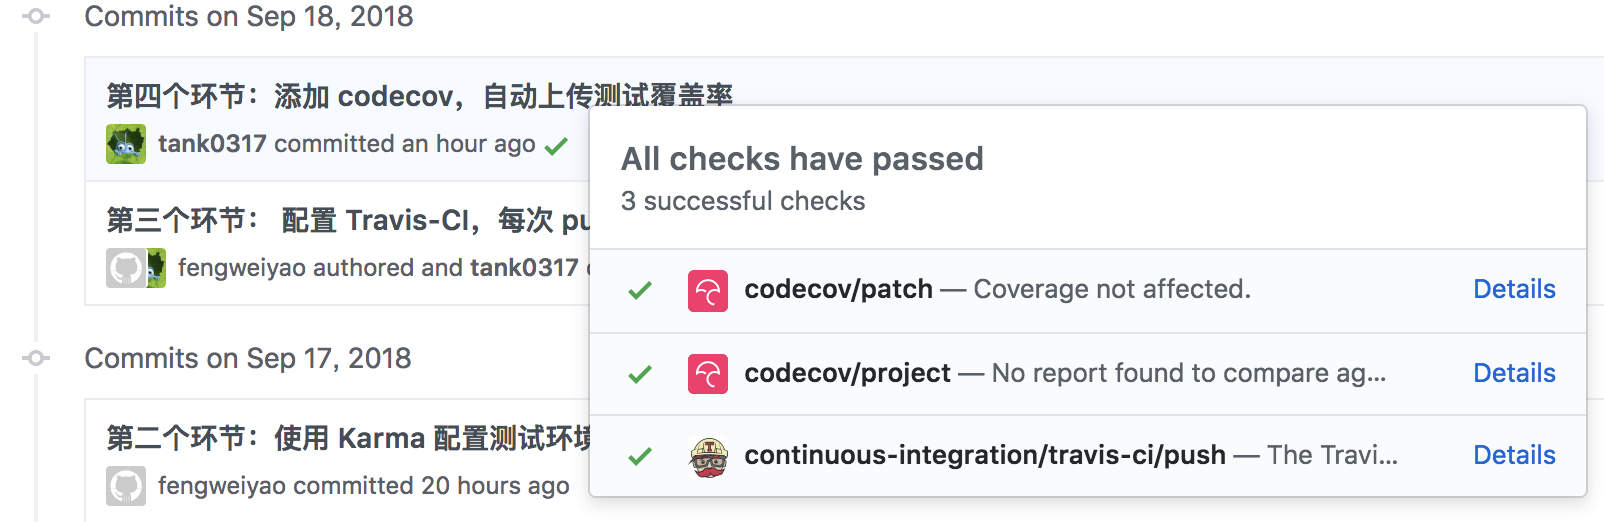 Commits on Sep 18, 2018
第四个环节：添加 codecov，自动上传测试覆盖率
tank0317 committed an hour ago
All checks have passed
3 successful checks
第三个环节： 配置 Travis-CI，每次 pu
fengweiyao authored and tank0317
codecov/patch — Coverage not affected. Details
Commits on Sep 17, 2018
codecov/project — No report found to compare ag... Details
第二个环节：使用 Karma 配置测试环境
continuous-integration/travis-ci/push — The Travi... Details
fengweiyao committed 20 hours ago